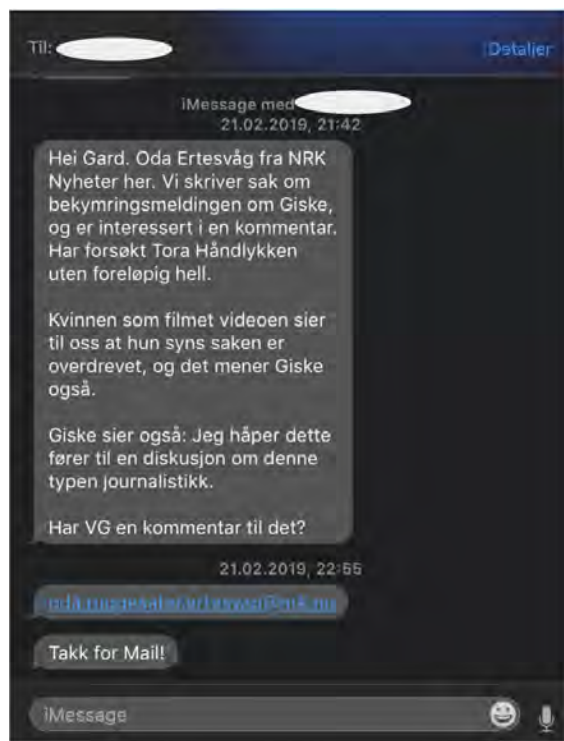 Til:
Detaljer
iMessage med
21.02.2019, 21:42
Hei Gard. Oda Ertesvåg fra NRK
Nyheter her. Vi skriver sak om
bekymringsmeldingen om Giske,
og er interessert i en kommentar.
Har forsøkt Tora Håndlykken
uten foreløpig hell.
Kvinnen som filmet videoen sier
til oss at hun syns saken er
overdrevet, og det mener Giske
også.
Giske sier også: Jeg håper dette
fører til en diskusjon om denne
typen journalistikk.
Har VG en kommentar til det?
21.02.2019, 22:55
Takk for Mail!
iMessage